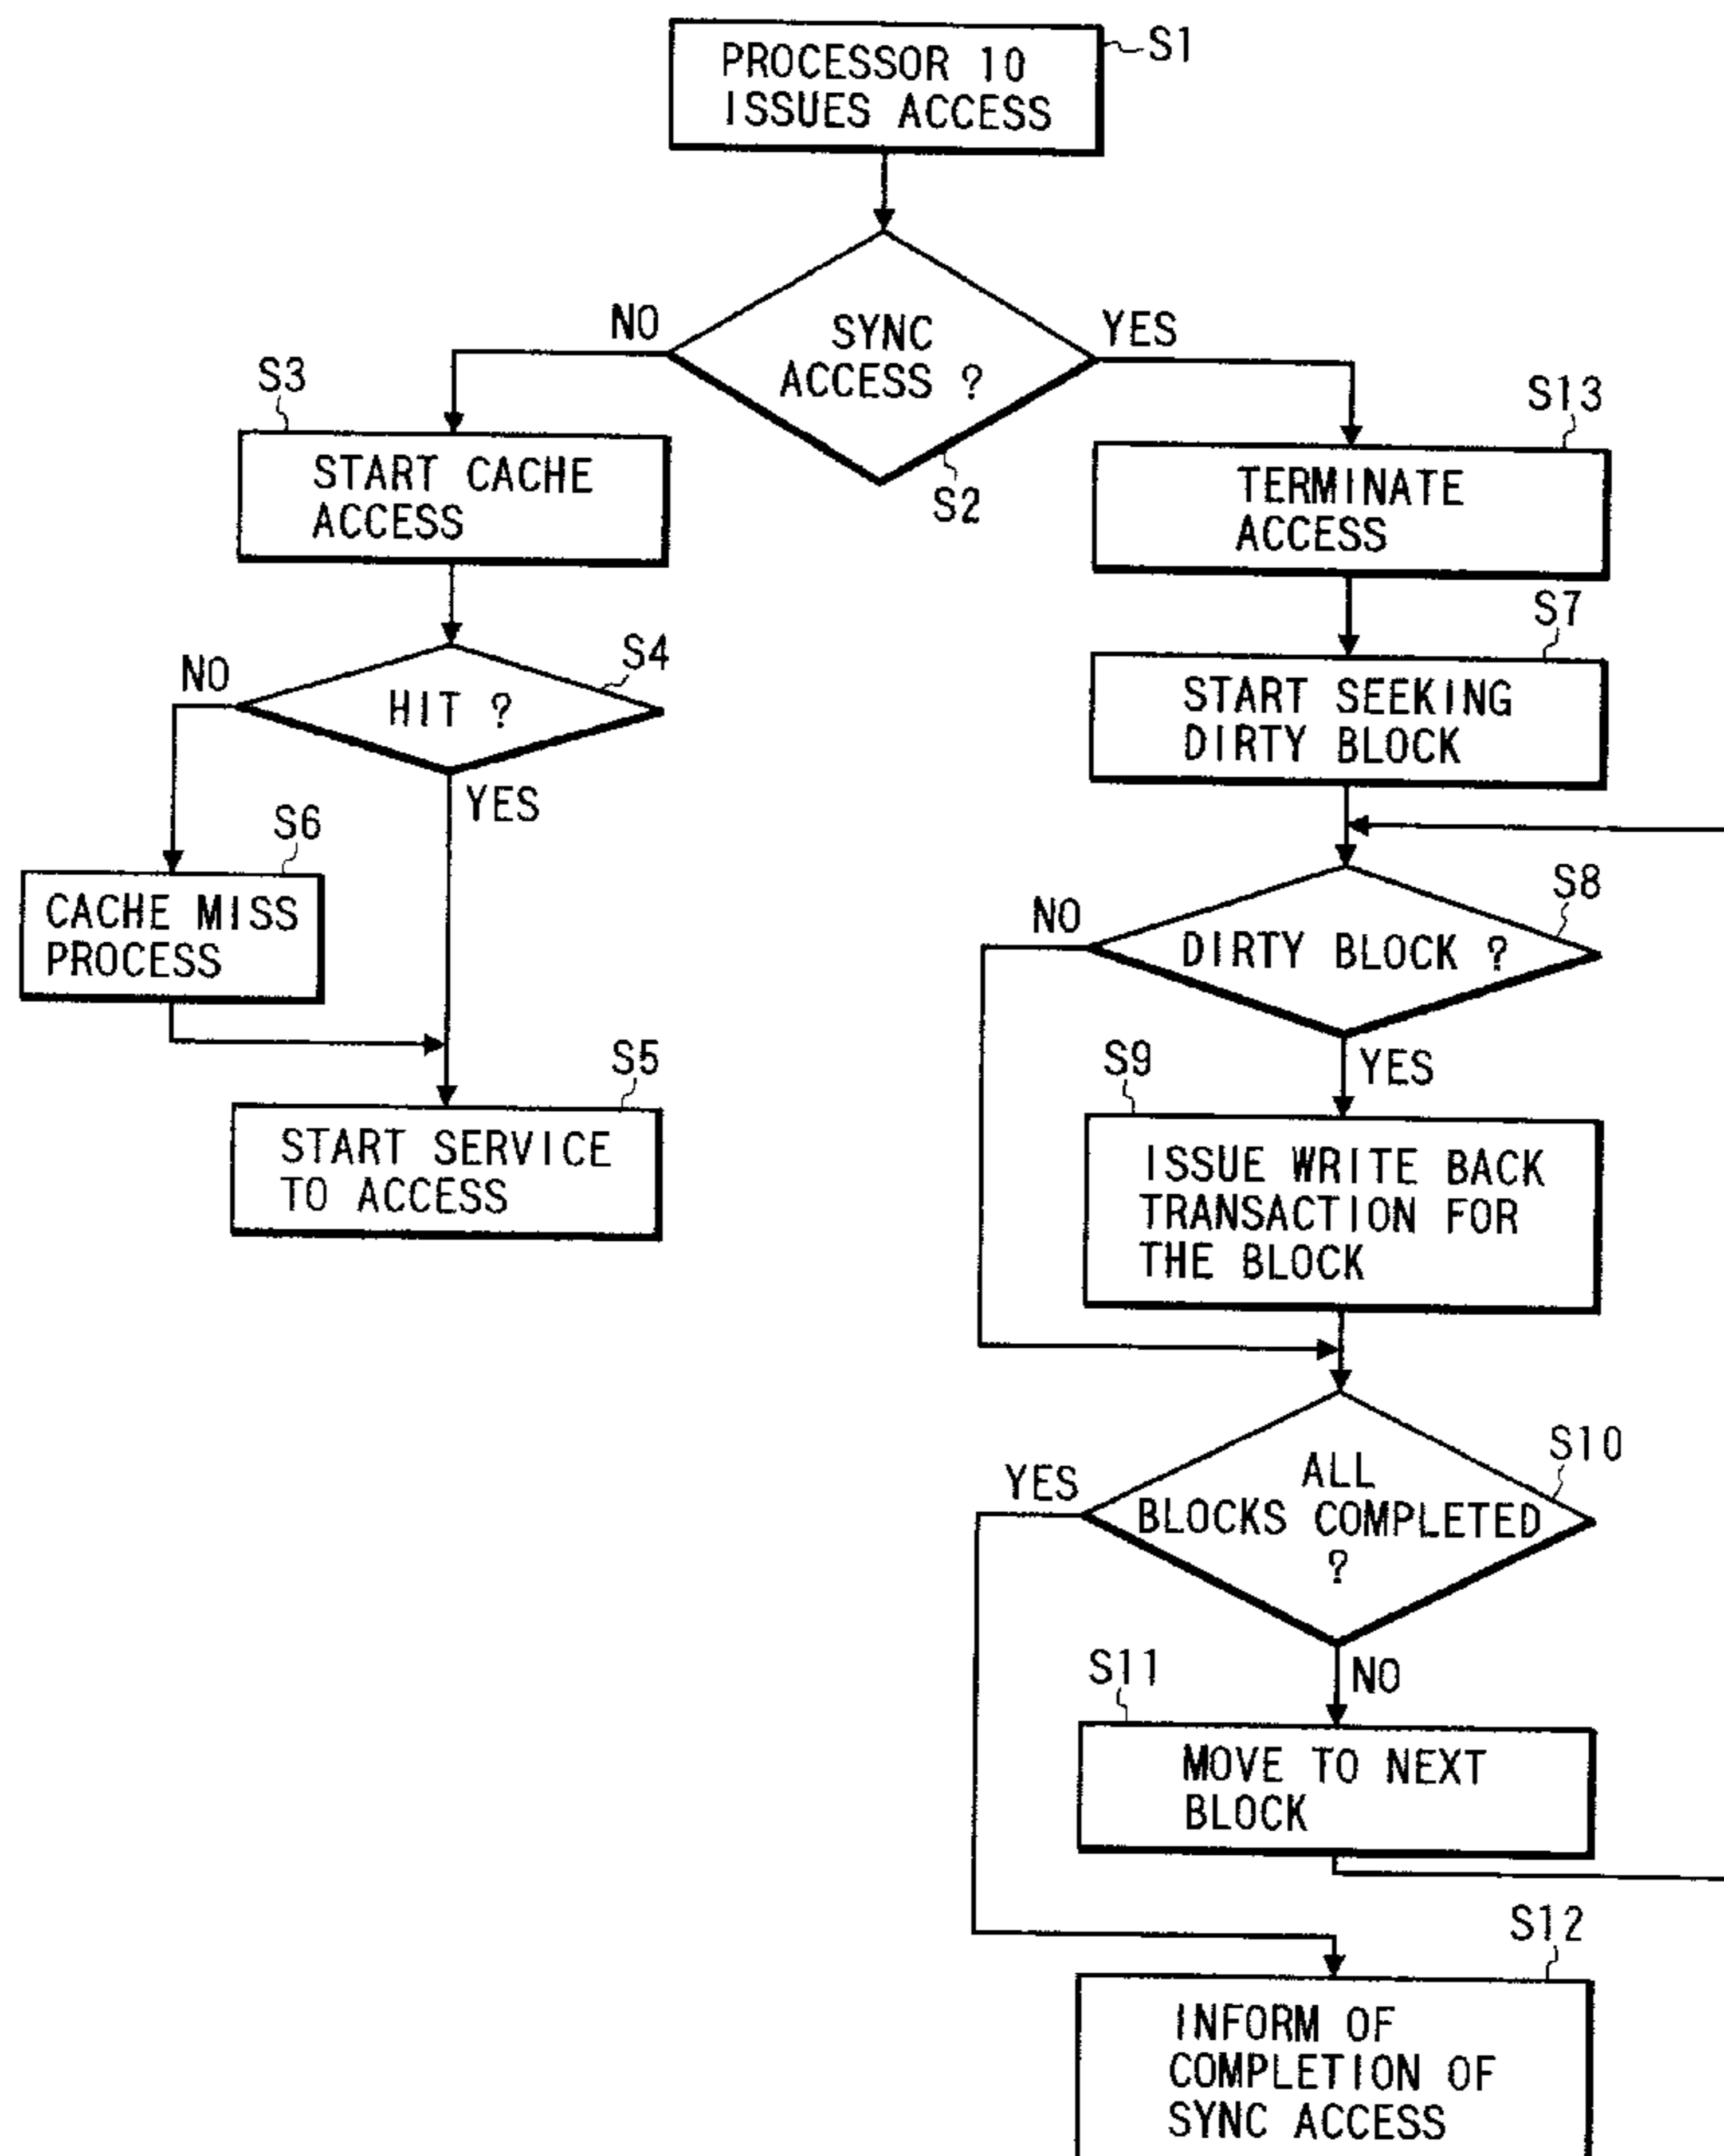 PROCESSOR 10
ISSUES ACCESS
S1
SYNC
ACCESS ?
NO
YES
S2
S3
START CACHE
ACCESS
S13
TERMINATE
ACCESS
S4
HIT ?
NO
YES
S7
START SEEKING
DIRTY BLOCK
S6
CACHE MISS
PROCESS
S8
DIRTY BLOCK ?
NO
YES
S5
START SERVICE
TO ACCESS
S9
ISSUE WRITE BACK
TRANSACTION FOR
THE BLOCK
S10
ALL
BLOCKS COMPLETED
?
YES
NO
S11
MOVE TO NEXT
BLOCK
S12
INFORM OF
COMPLETION OF
SYNC ACCESS